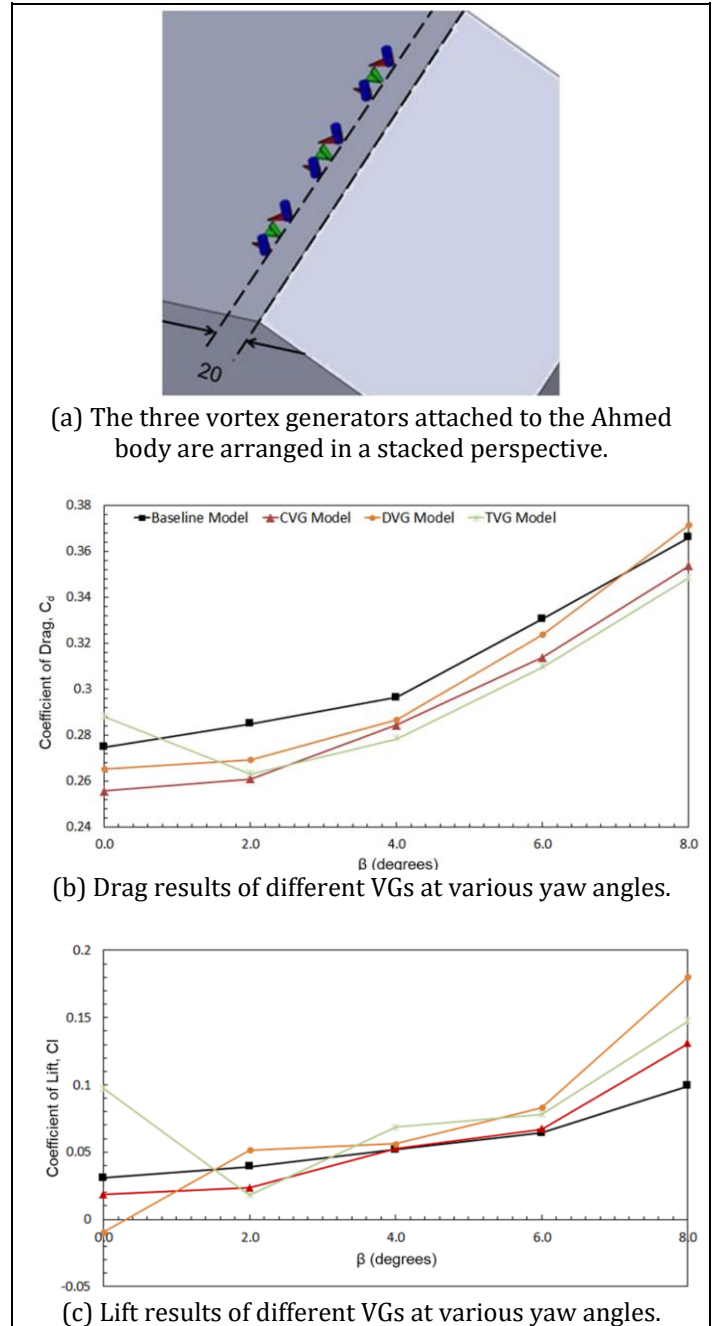 20
(a) The three vortex generators attached to the Ahmed
body are arranged in a stacked perspective.
Baseline Model CVG Model DVG Model TVG Model
0.38
0.36
0.34
0.32
0.3
0.28
0.26
0.24
Coefficient of Drag, Cd
0.0 2.0 4.0 6.0 8.0
β (degrees)
(b) Drag results of different VGs at various yaw angles.
0.2
0.15
0.1
0.05
0
-0.05
Coefficient of Lift, Cl
0.0 2.0 4.0 6.0 8.0
β (degrees)
(c) Lift results of different VGs at various yaw angles.